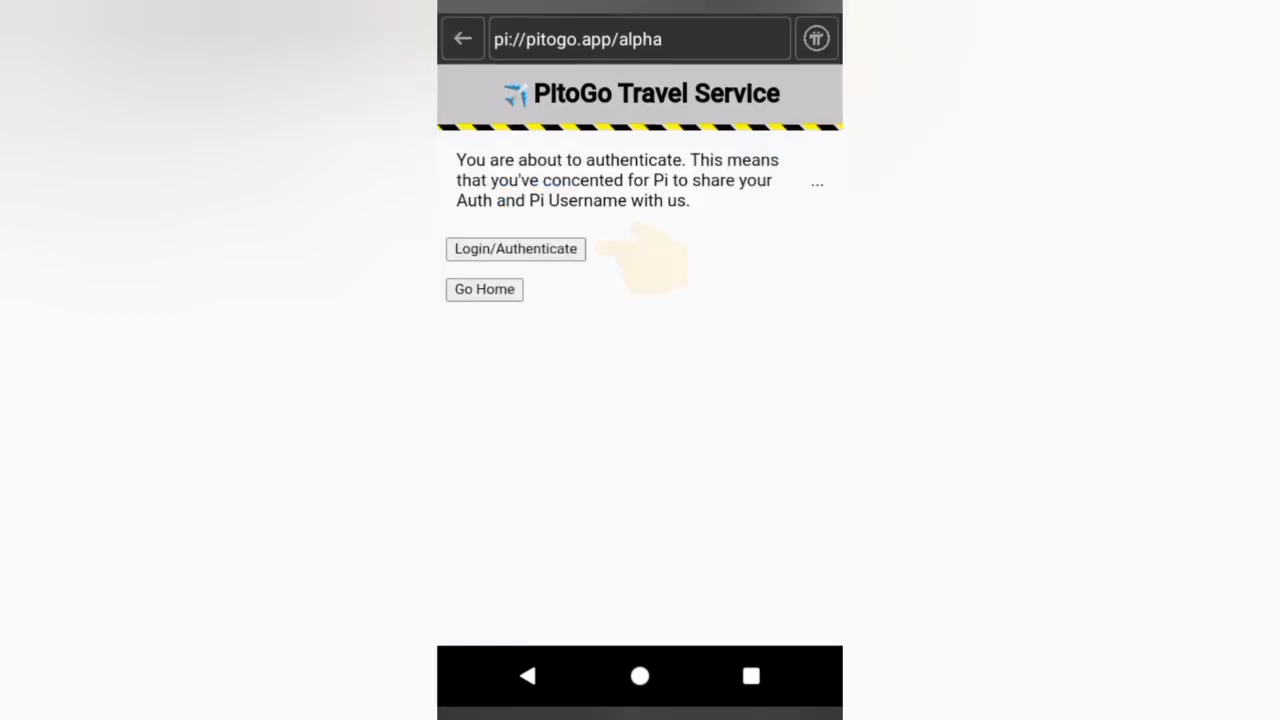 pi://pitogo.app/alpha
PitoGo Travel Service
You are about to authenticate. This means
that you've concented for Pi to share your
...
Auth and Pi Username with us.
Login/Authenticate
Go Home